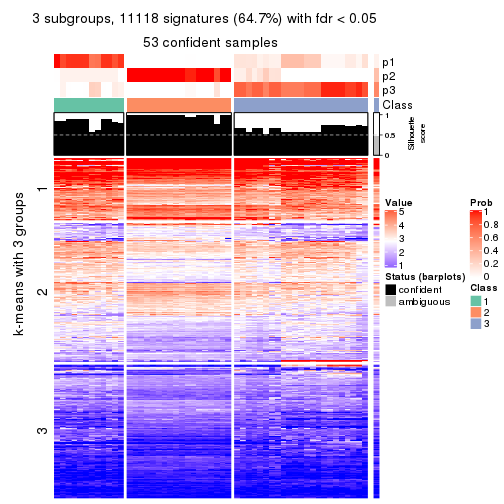 3 subgroups, 11118 signatures (64.7%) with fdr < 0.05
53 confident samples
p1
p2
p3
Class
1
0.5
0
Silhouette
score
k-means with 3 groups
1
2
3
Value
5
4
3
2
1
Status (barplots)
confident
ambiguous
Prob
1
0.8
0.6
0.4
0.2
0
Class
1
2
3